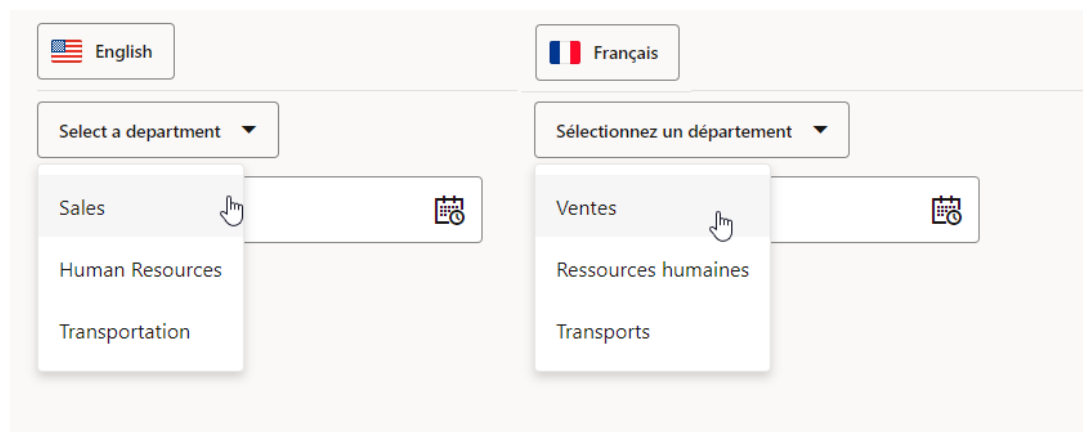 English
Select a department
Sales
Human Resources
Transportation
Français
Sélectionnez un département
Ventes
Ressources humaines
Transports